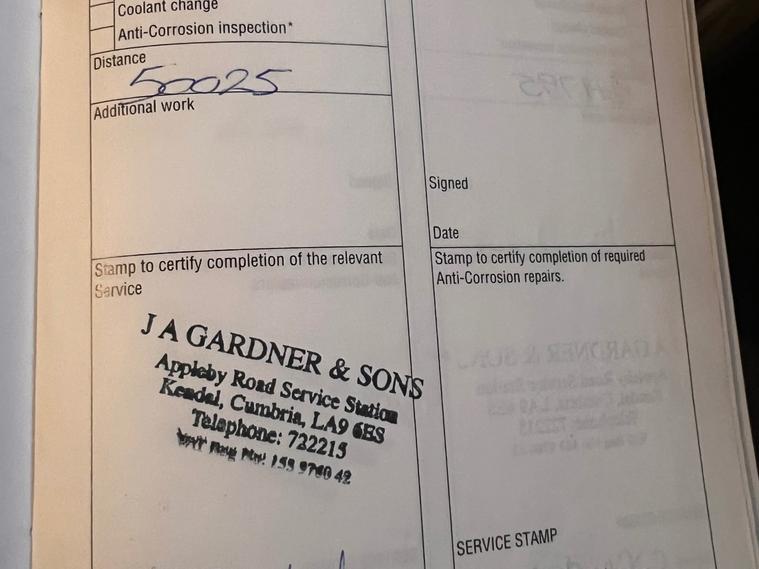 Coolant change
Anti-Corrosion inspection*
Distance
50025
Additional work
Stamp to certify completion of the relevant
Service
J A GARDNER & SONS
Appleby Road Service Station
Kendal, Cumbria, LA9 6ES
Telephone: 722215
Signed
Date
Stamp to certify completion of required
Anti-Corrosion repairs.
SERVICE STAMP